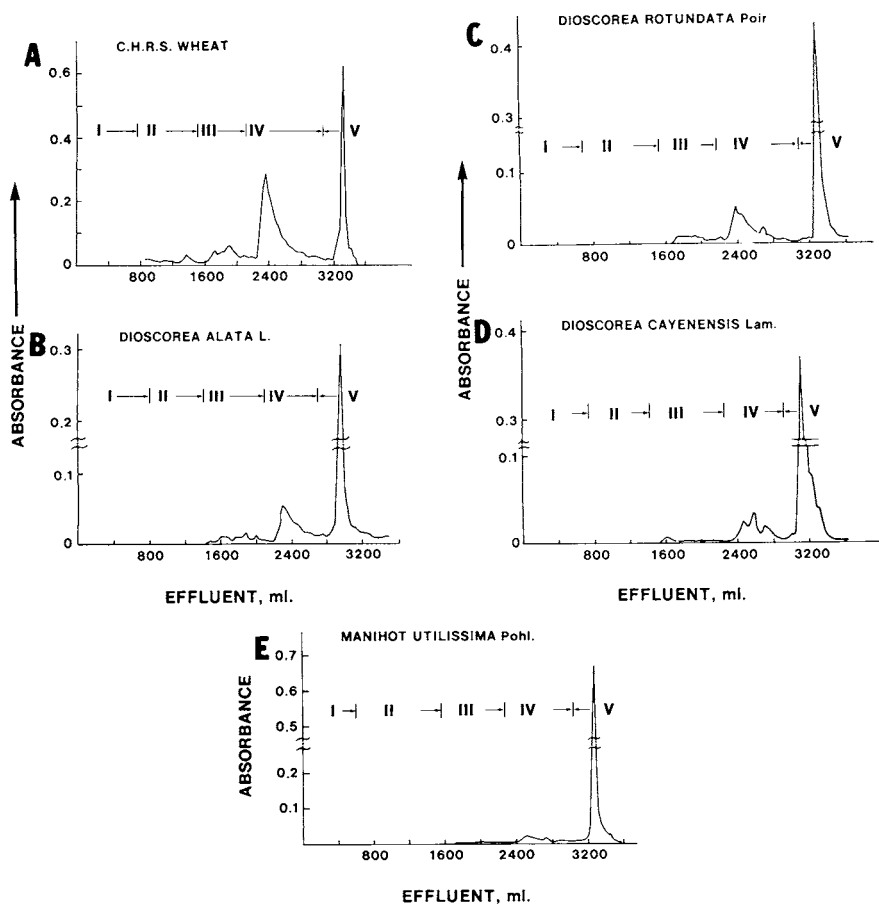 A
C.H.R.S. WHEAT
0.6
0.4
0.2
0
I II III IV V
800 1600 2400 3200
ABSORBANCE
B
DIOSCOREA ALATA L.
0.3
0.2
0.1
0
I II III IV V
800 1600 2400 3200
EFFLUENT, ml.
C
DIOSCOREA ROTUNDATA Poir
0.4
0.3
0.1
0
I II III IV V
800 1600 2400 3200
ABSORBANCE
D
DIOSCOREA CAYENENSIS Lam.
0.4
0.3
0.1
0
I II III IV V
800 1600 2400 3200
EFFLUENT, ml.
E
MANIHOT UTILISSIMA Pohl.
0.7
0.6
0.5
0.2
0.1
I II III IV V
800 1600 2400 3200
ABSORBANCE
EFFLUENT, ml.